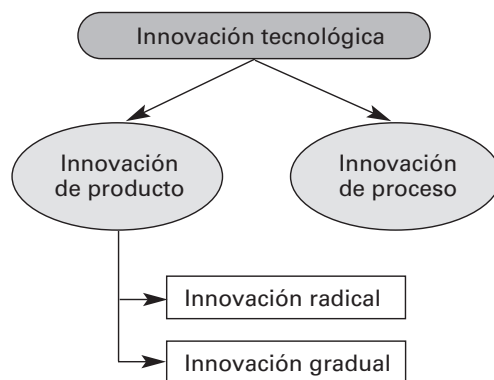 Innovación tecnológica
Innovación
de producto
Innovación
de proceso
Innovación radical
Innovación gradual